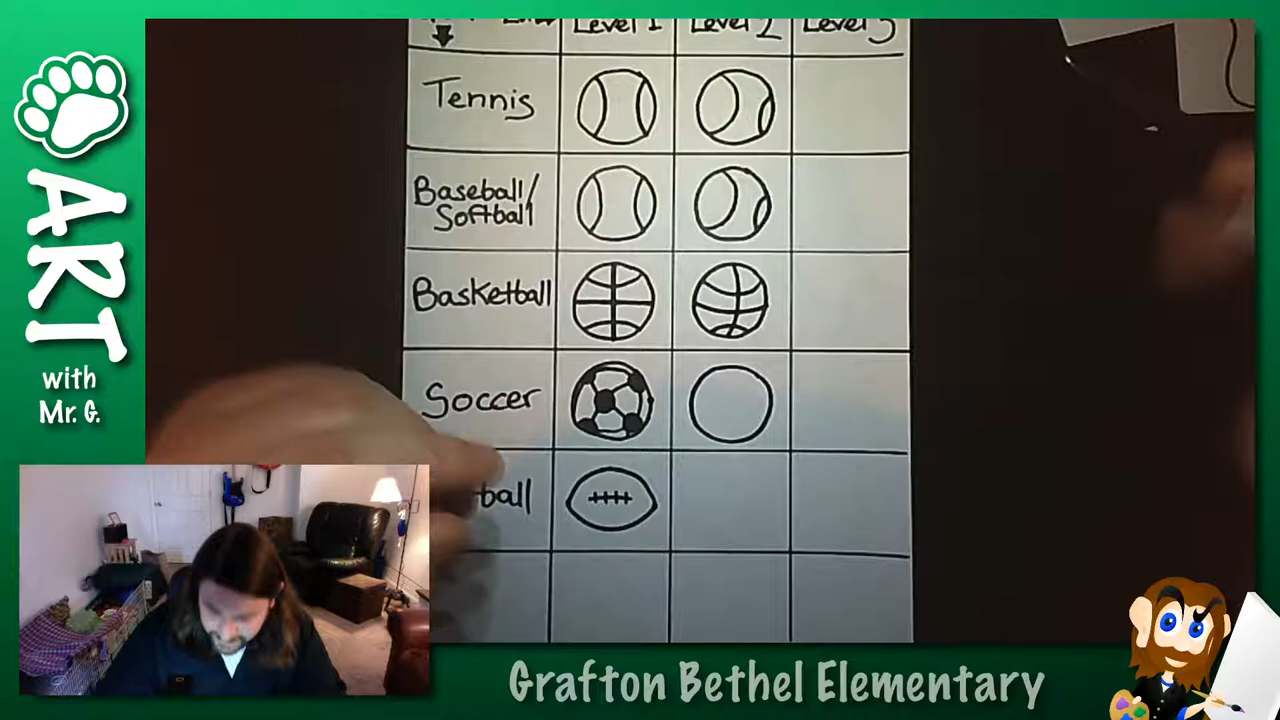 Level 1 Level 2 Level 3
Tennis
Baseball/
Softball
Basketball
Soccer
ball
ART
with
Mr. G.
Grafton Bethel Elementary